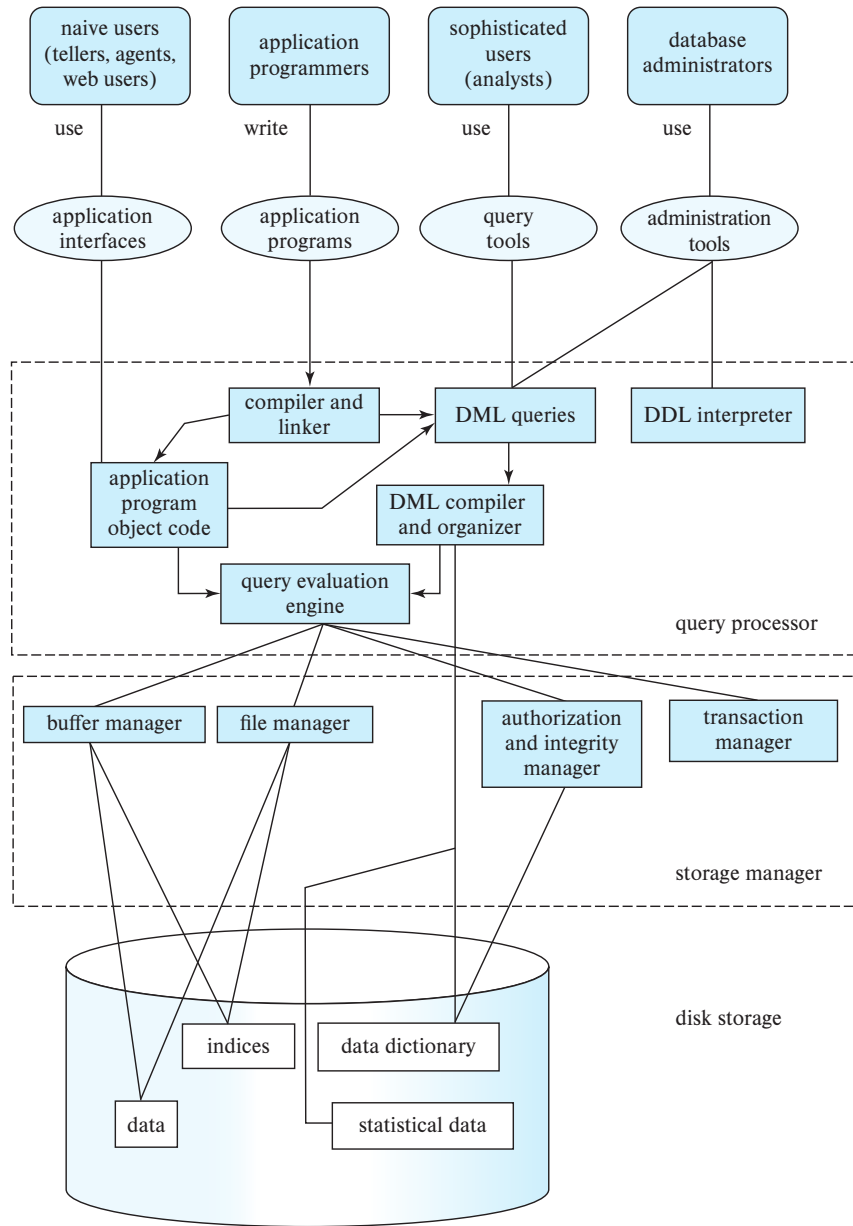 naive users
(tellers, agents,
web users)
application
programmers
sophisticated
users
(analysts)
database
administrators
use
write
use
use
application
interfaces
application
programs
query
tools
administration
tools
compiler and
linker
DML queries
DDL interpreter
application
program
object code
DML compiler
and organizer
query evaluation
engine
query processor
buffer manager
file manager
authorization
and integrity
manager
transaction
manager
storage manager
disk storage
indices
data dictionary
data
statistical data